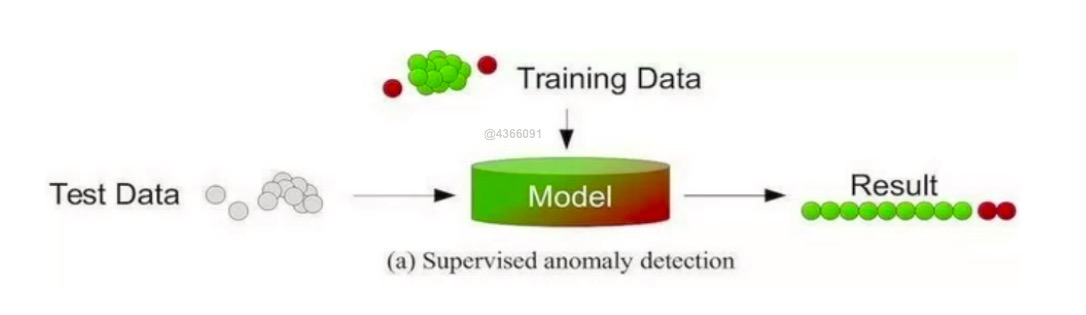 Training Data
@4366091
Test Data
Model
Result
(a) Supervised anomaly detection